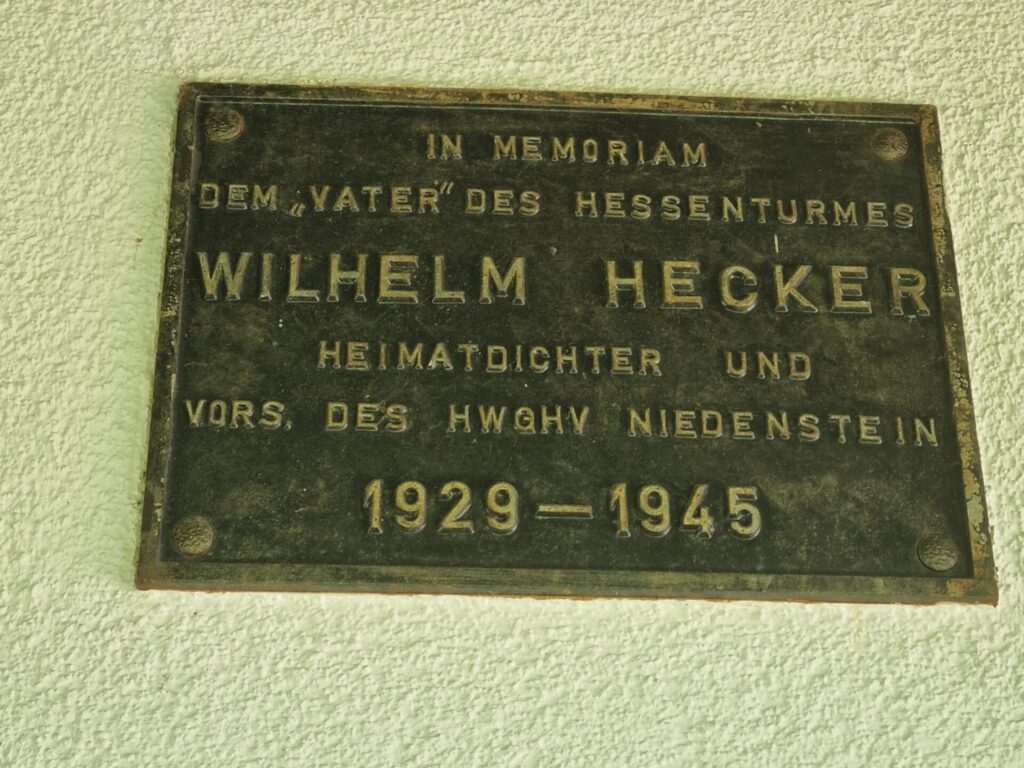 IN MEMORIAM
DEM „VATER“ DES HESSENTURMES
WILHELM HECKER
HEIMATDICHTER UND
VORS. DES HWGHV NIEDENSTEIN
1929 — 1945